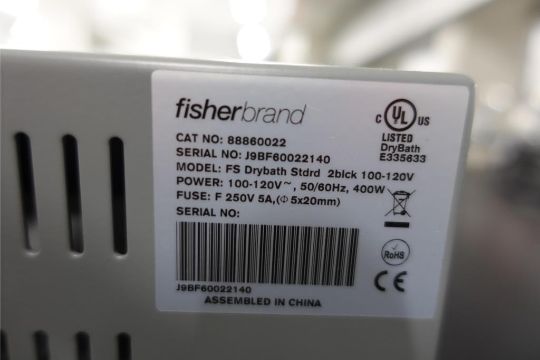 fisherbrand
CAT NO: 88860022
SERIAL NO: J9BF60022140
MODEL: FS Drybath Stdrd 2blck 100-120V
POWER: 100-120V~, 50/60Hz, 400W
FUSE: F 250V 5A,(Φ 5x20mm)
SERIAL NO:
J9BF60022140
ASSEMBLED IN CHINA
C UL US
LISTED
DryBath
E335633
RoHS
CE